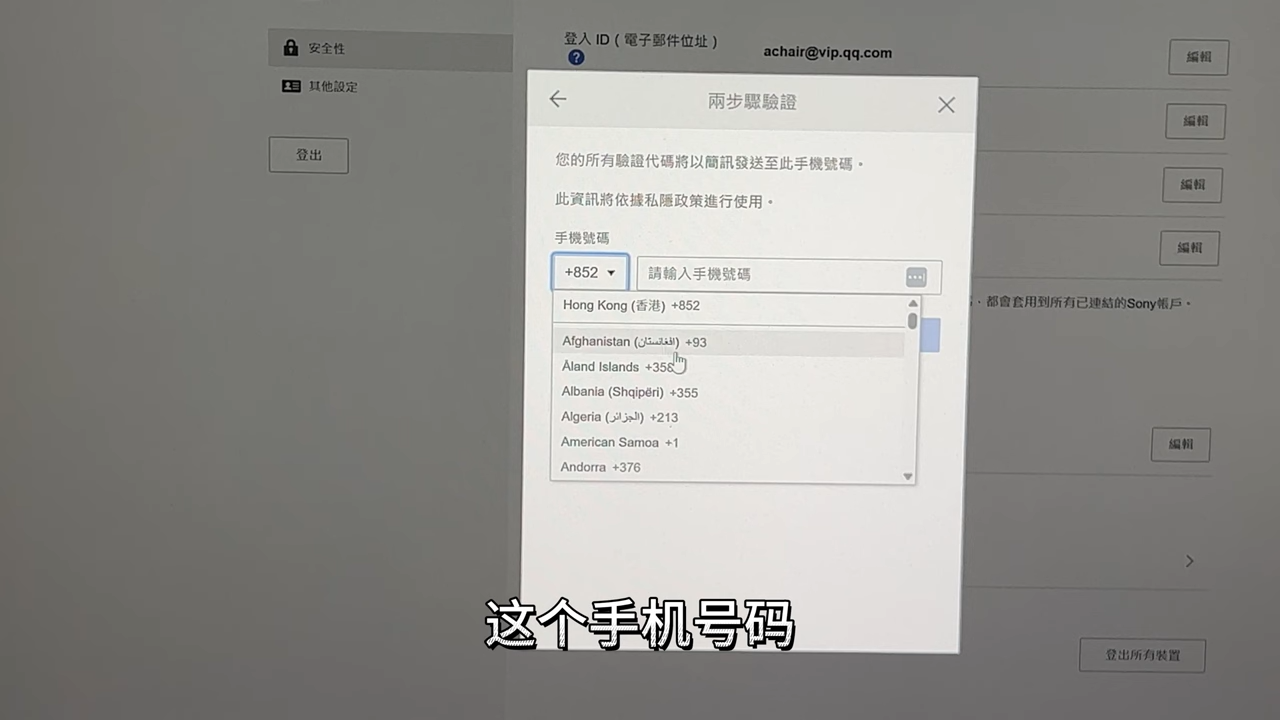 安全性
其他設定
登出
登入 ID（電子郵件位址）
?
achair@vip.qq.com
編輯
編輯
編輯
編輯
兩步驟驗證
您的所有驗證代碼將以簡訊發送至此手機號碼。
此資訊將依據私隱政策進行使用。
手機號碼
+852
請輸入手機號碼
Hong Kong (香港) +852
Afghanistan (افغانستان) +93
Åland Islands +358
Albania (Shqipëri) +355
Algeria (الجزائر) +213
American Samoa +1
Andorra +376
都會套用到所有已連結的Sony帳戶。
編輯
登出所有裝置
这个手机号码